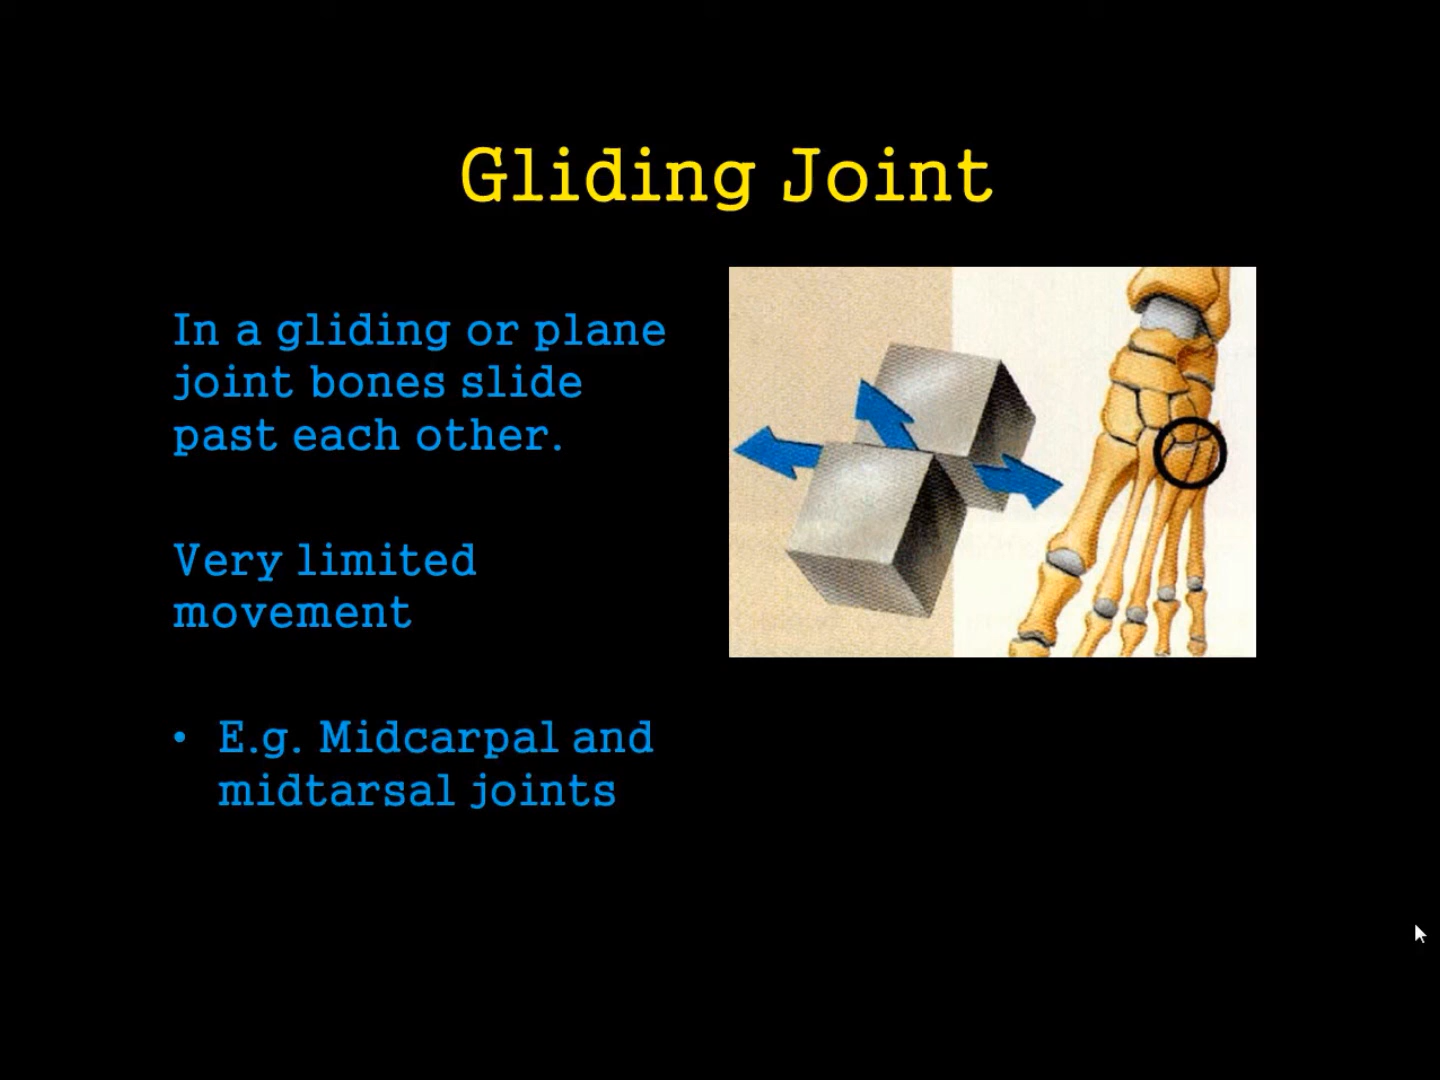 Gliding Joint
In a gliding or plane
joint bones slide
past each other.
Very limited
movement
• E.g. Midcarpal and
midtarsal joints